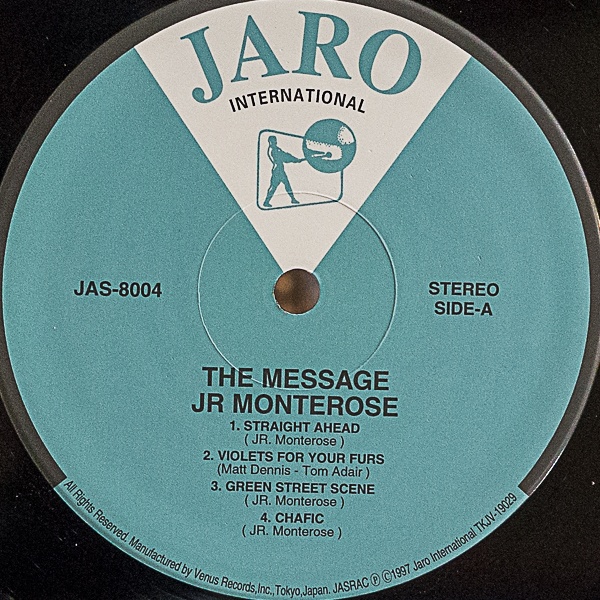 JARO
INTERNATIONAL
JAS-8004
STEREO
SIDE-A
THE MESSAGE
JR MONTEROSE
1. STRAIGHT AHEAD
( JR. Monterose )
2. VIOLETS FOR YOUR FURS
(Matt Dennis - Tom Adair )
3. GREEN STREET SCENE
( JR. Monterose )
4. CHAFIC
( JR. Monterose )
All Rights Reserved. Manufactured by Venus Records,Inc.,Tokyo,Japan. JASRAC Ⓟ ©1997 Jaro International TKJV-19029